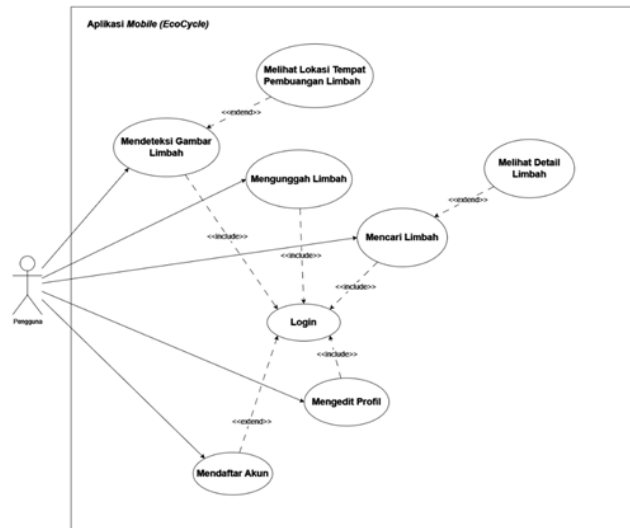 Aplikasi Mobile (EcoCycle)
Melihat Lokasi Tempat
Pembuangan Limbah
<<extend>>
Mendeteksi Gambar
Limbah
Melihat Detail
Limbah
Mengunggah Limbah
<<extend>>
<<include>>
Mencari Limbah
<<include>>
<<include>>
Pengguna
Login
<<include>>
Mengedit Profil
<<extend>>
Mendaftar Akun